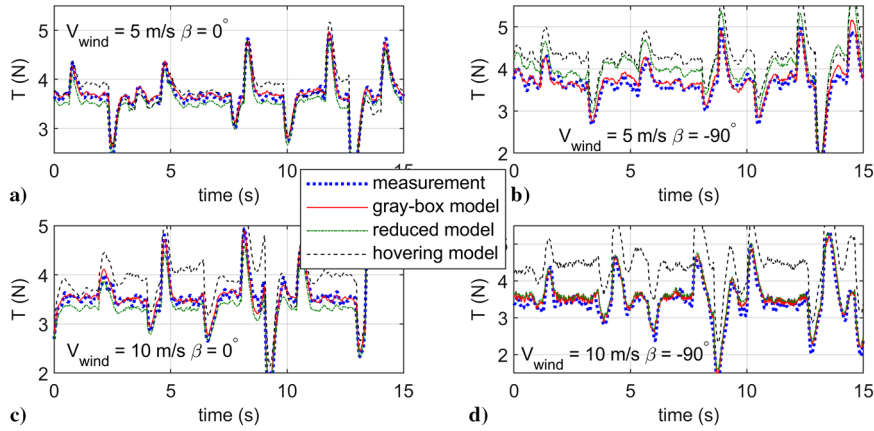 V_wind = 5 m/s β = 0°
T (N)
5
4
3
0 5 10 15
time (s)
a)
V_wind = 5 m/s β = -90°
T (N)
5
4
3
2
0 5 10 15
time (s)
b)
measurement
gray-box model
reduced model
hovering model
V_wind = 10 m/s β = 0°
T (N)
5
4
3
2
0 5 10 15
time (s)
c)
V_wind = 10 m/s β = -90°
T (N)
4
2
0 5 10 15
time (s)
d)